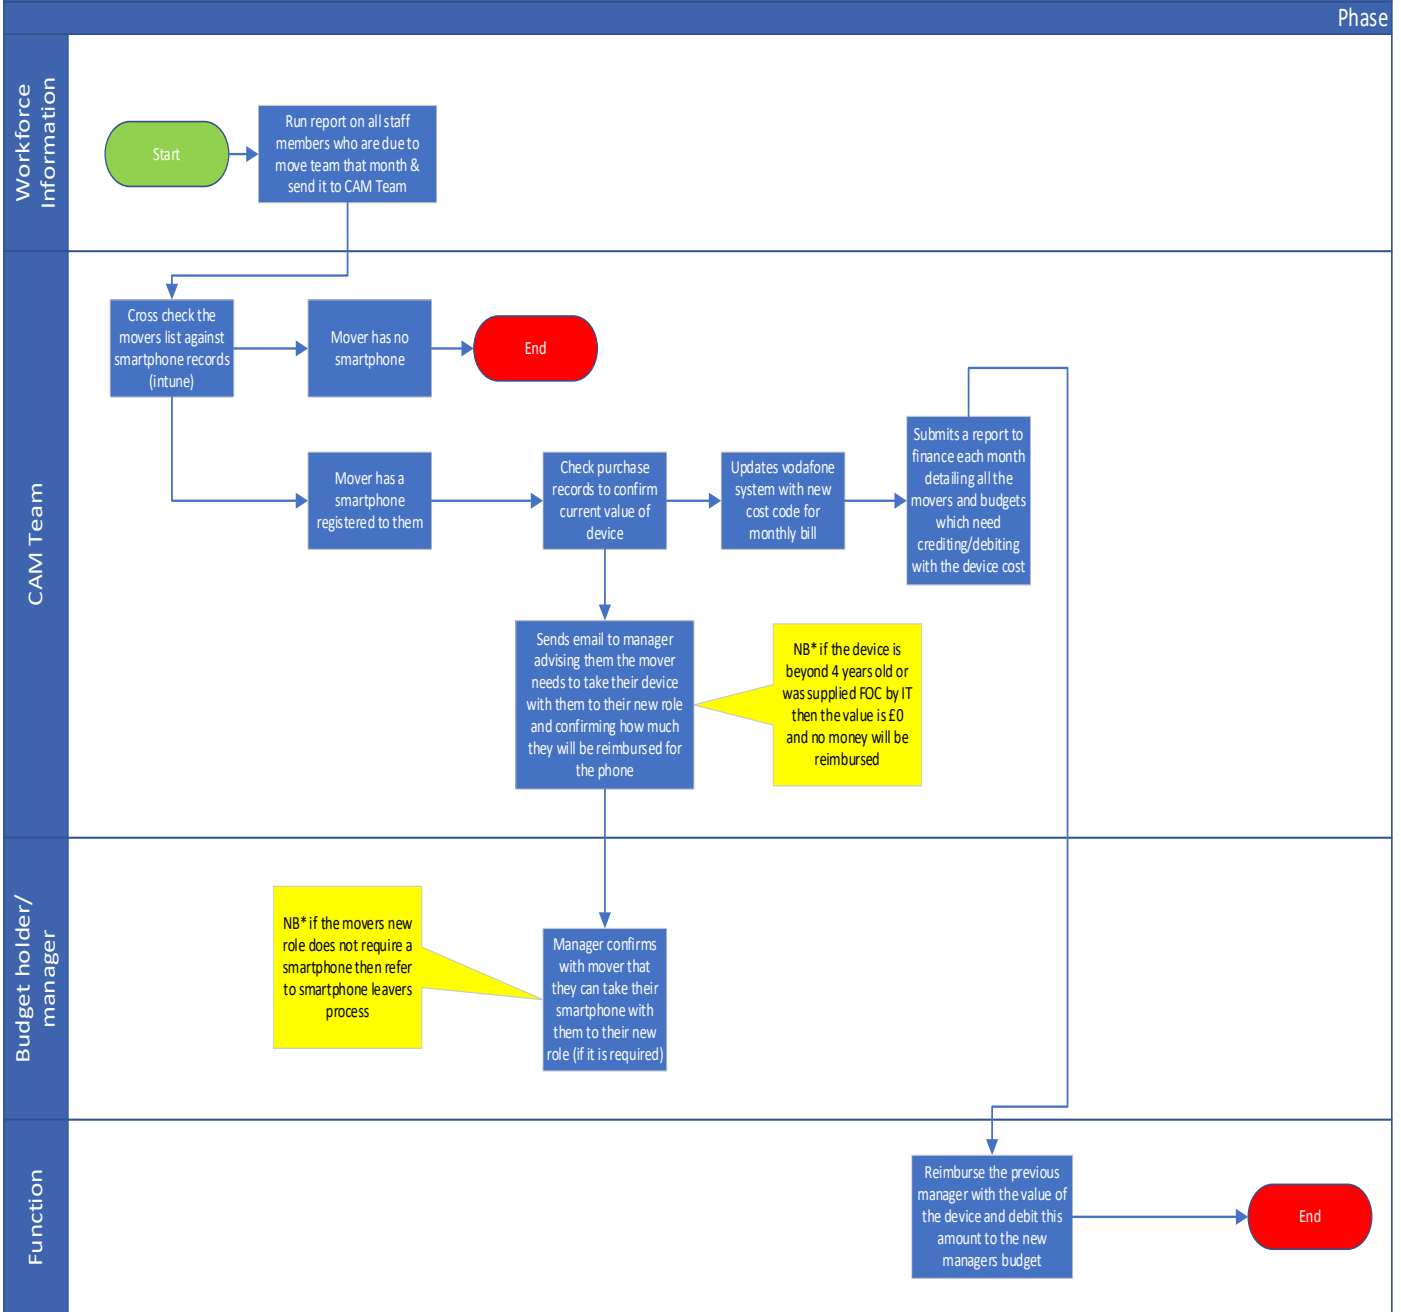 Phase
Workforce
Information
Start
Run report on all staff
members who are due to
move team that month &
send it to CAM Team
CAM Team
Cross check the
movers list against
smartphone records
(intune)
Mover has no
smartphone
End
Mover has a
smartphone
registered to them
Check purchase
records to confirm
current value of
device
Updates vodafone
system with new
cost code for
monthly bill
Submits a report to
finance each month
detailing all the
movers and budgets
which need
crediting/debiting
with the device cost
Sends email to manager
advising them the mover
needs to take their device
with them to their new role
and confirming how much
they will be reimbursed for
the phone
NB* if the device is
beyond 4 years old or
was supplied FOC by IT
then the value is £0
and no money will be
reimbursed
Budget holder/
manager
NB* if the movers new
role does not require a
smartphone then refer
to smartphone leavers
process
Manager confirms
with mover that
they can take their
smartphone with
them to their new
role (if it is required)
Function
Reimburse the previous
manager with the value of
the device and debit this
amount to the new
managers budget
End